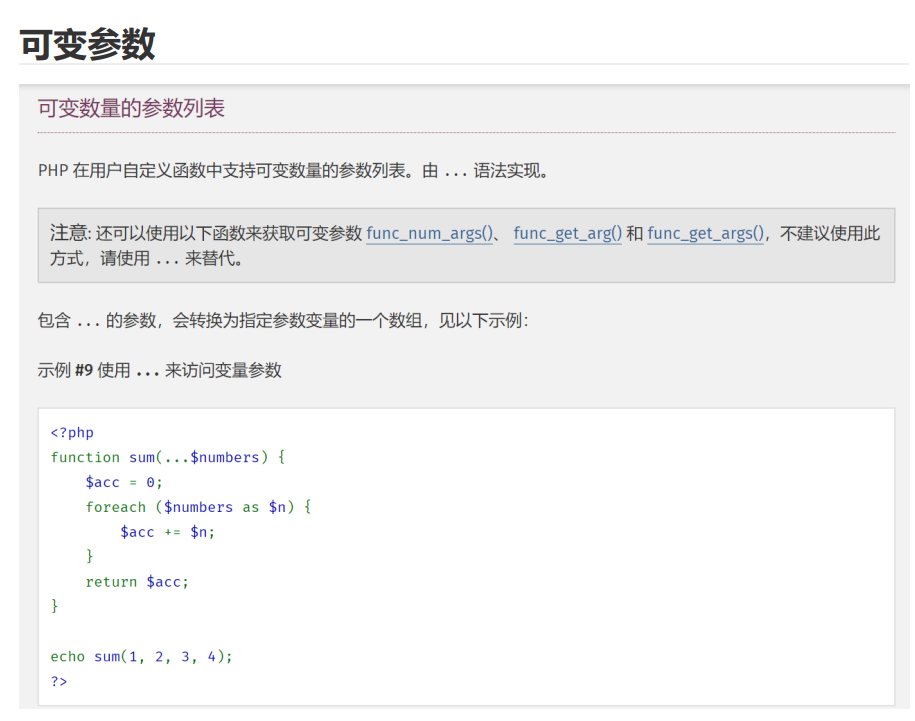 可变参数
可变数量的参数列表
PHP 在用户自定义函数中支持可变数量的参数列表。由 ... 语法实现。
注意: 还可以使用以下函数来获取可变参数 func_num_args()、 func_get_arg() 和 func_get_args()，不建议使用此
方式，请使用 ... 来替代。
包含 ... 的参数，会转换为指定参数变量的一个数组，见以下示例：
示例 #9 使用 ... 来访问变量参数
<?php
function sum(...$numbers) {
    $acc = 0;
    foreach ($numbers as $n) {
        $acc += $n;
    }
    return $acc;
}
echo sum(1, 2, 3, 4);
?>